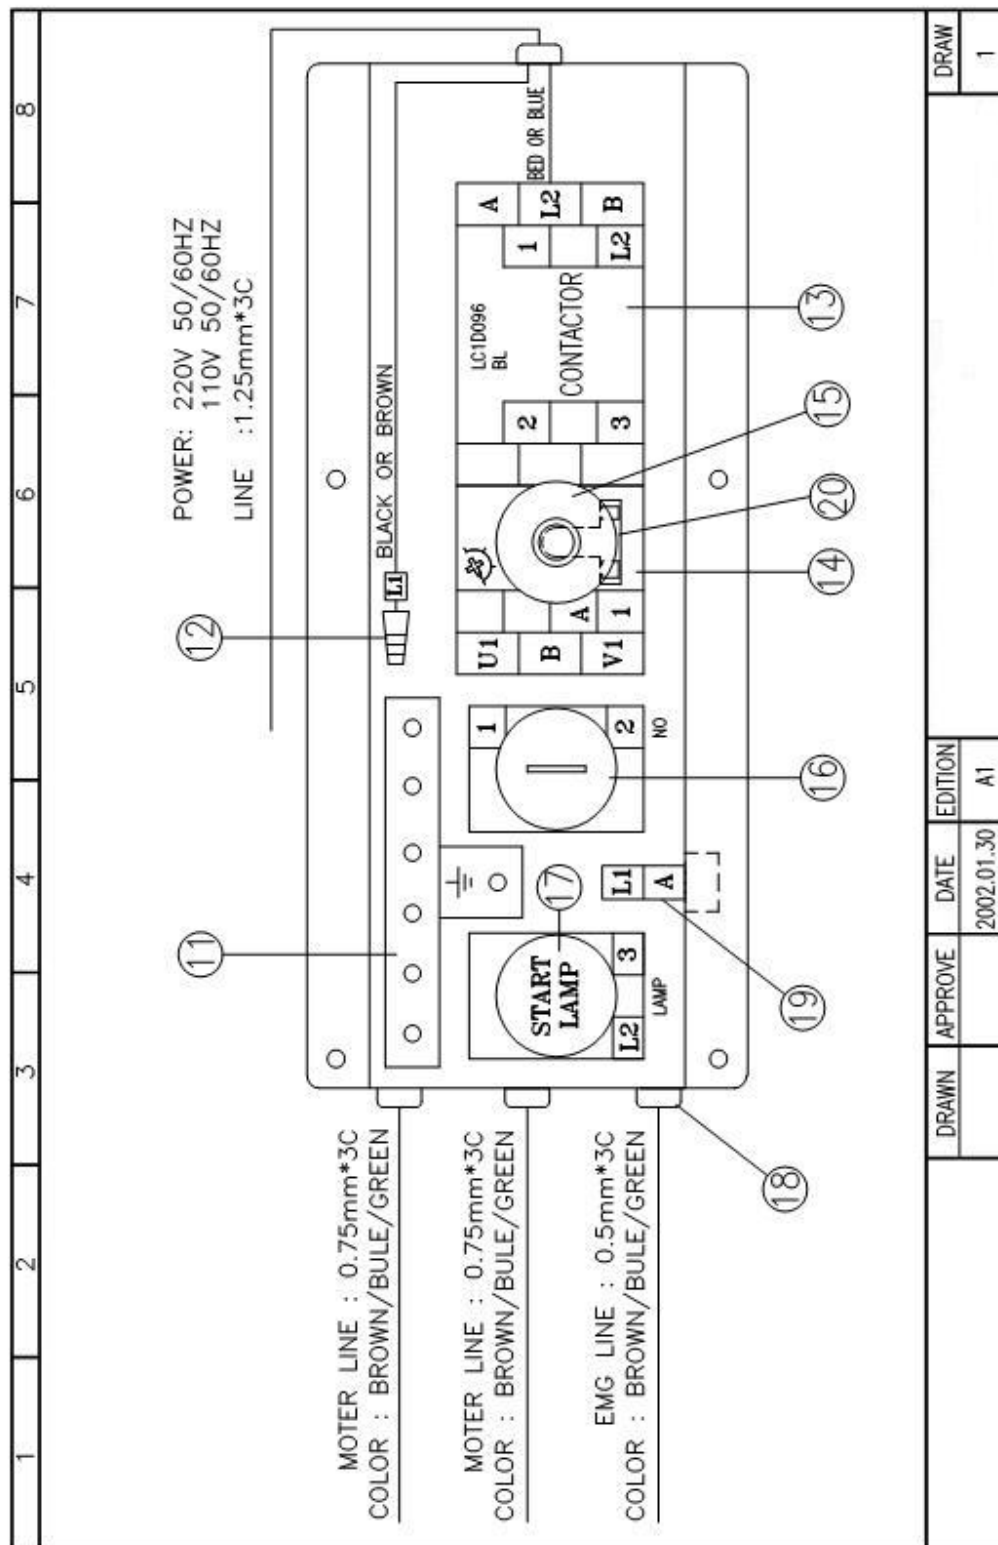 1 2 3 4 5 6 7 8
POWER: 220V 50/60HZ
110V 50/60HZ
LINE :1.25mm*3C
11
12
BLACK OR BROWN
L1
MOTER LINE : 0.75mm*3C
COLOR : BROWN/BULE/GREEN
MOTER LINE : 0.75mm*3C
COLOR : BROWN/BULE/GREEN
EMG LINE : 0.5mm*3C
COLOR : BROWN/BULE/GREEN
START
LAMP
17
L2 3
LAMP
L1
A
1
2
NO
U1
B
V1
A
1
2
3
LC1D096
BL
CONTACTOR
1
L2
A
L2
B
BED OR BLUE
18
19
16
14
20
15
13
DRAWN APPROVE DATE EDITION DRAW
2002.01.30 A1 1